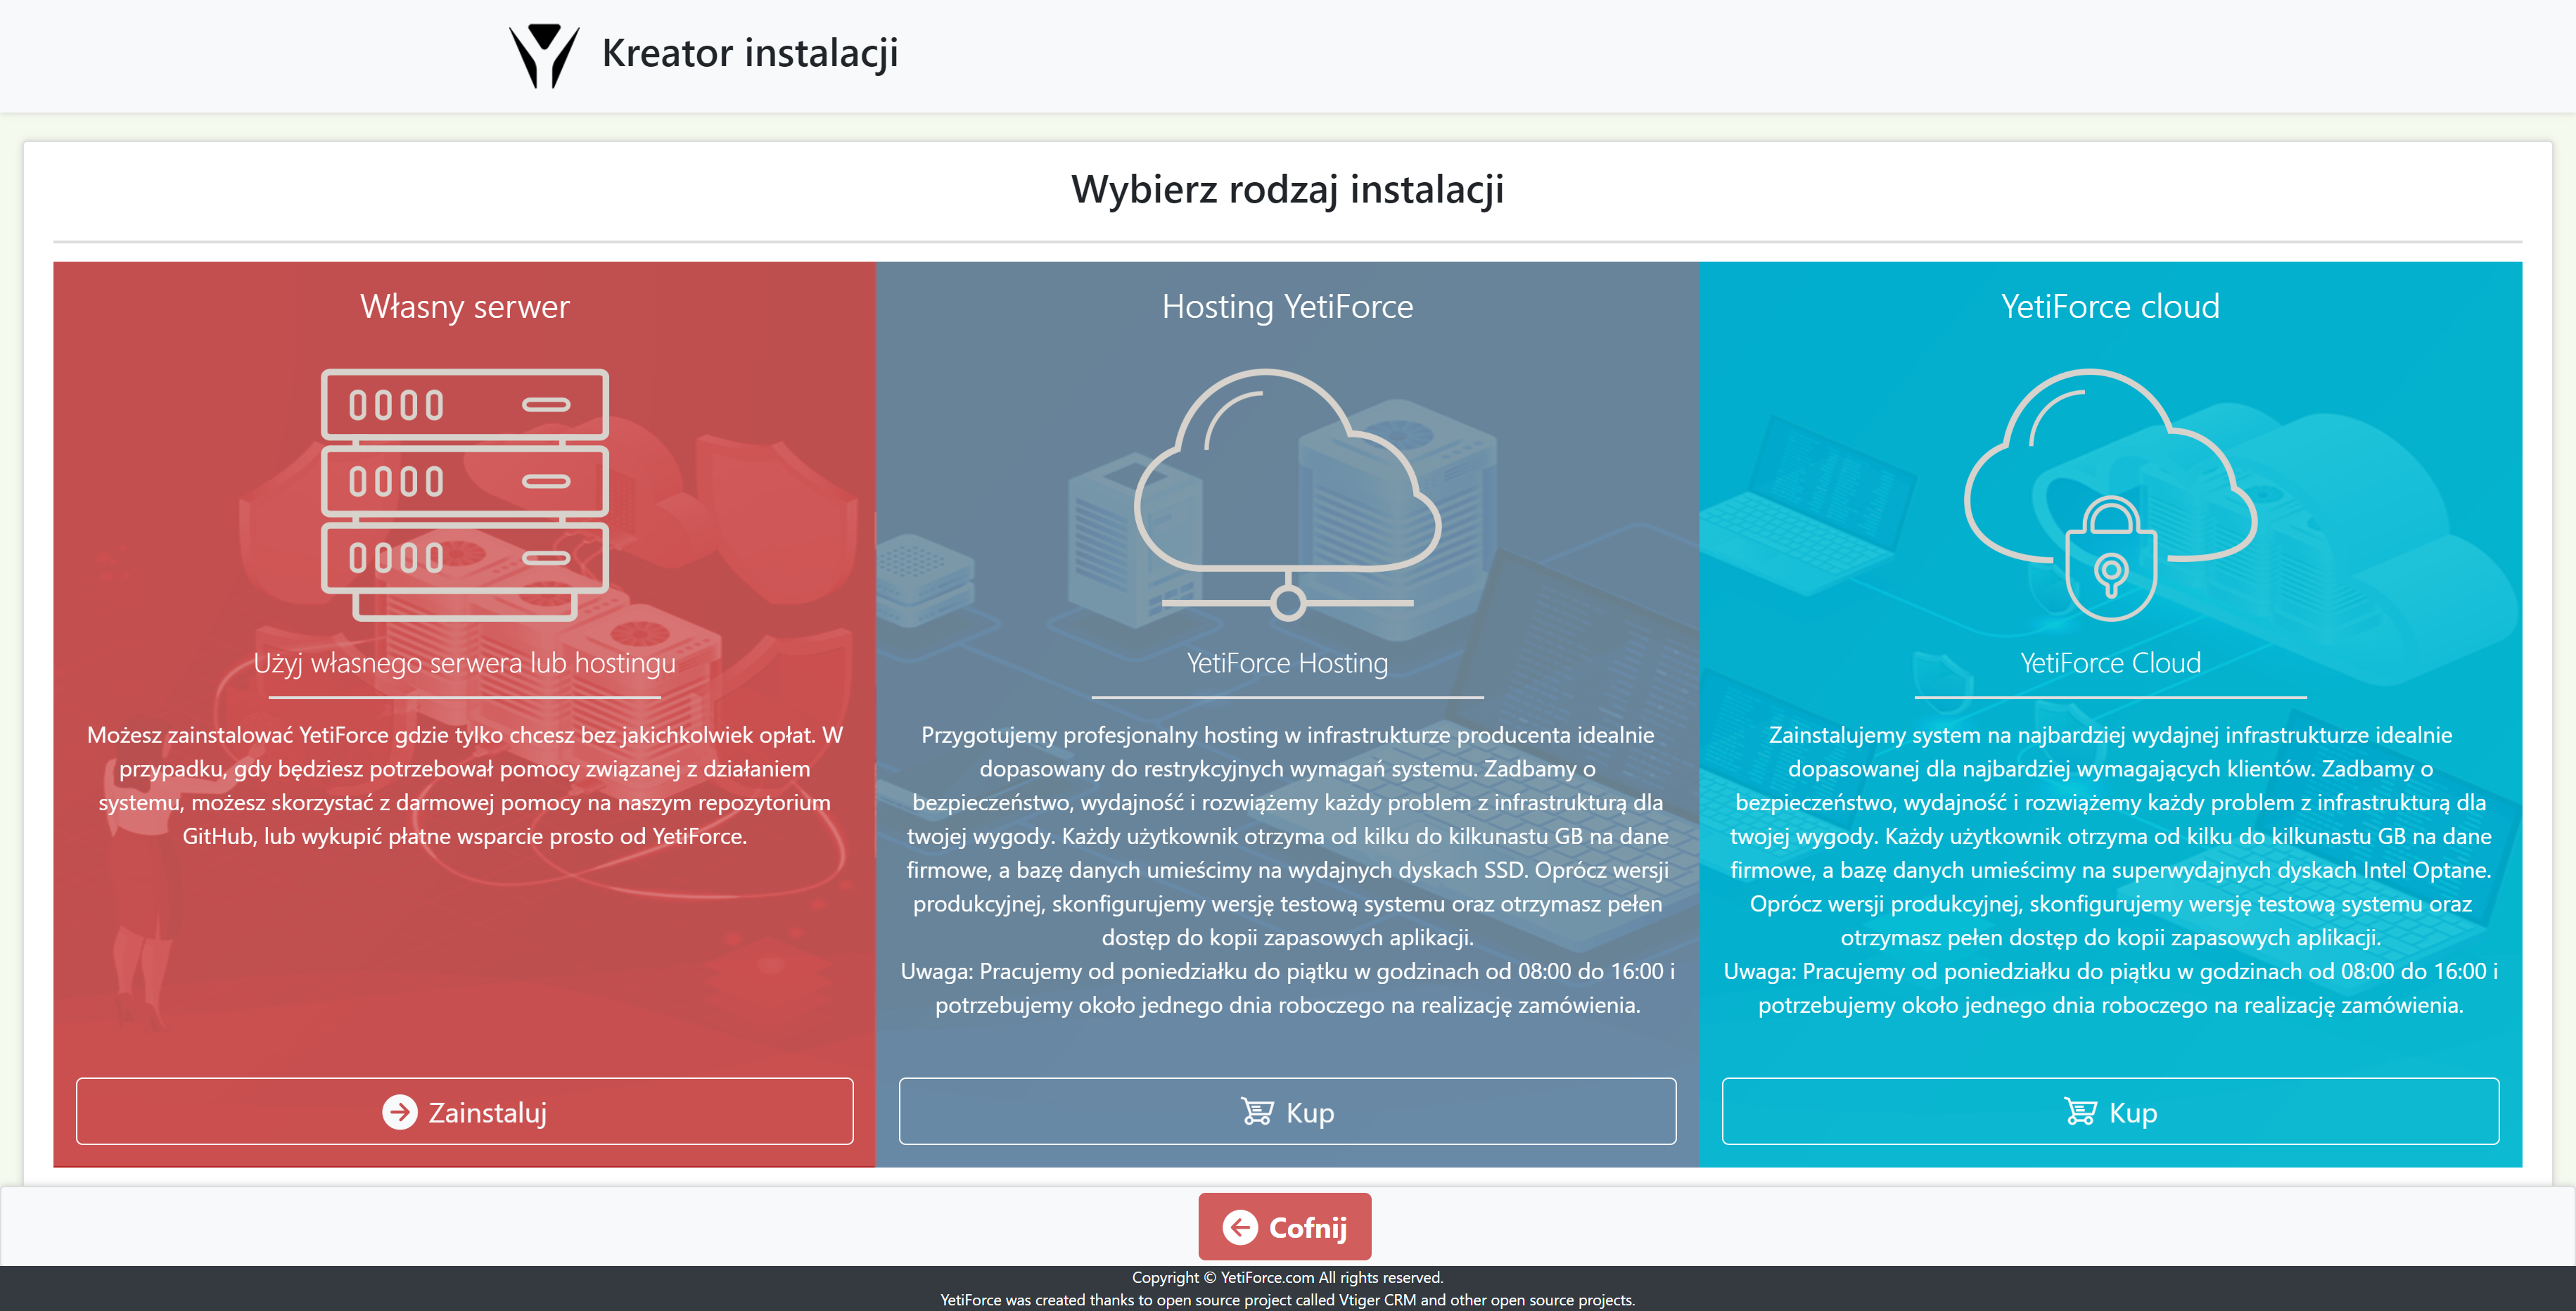 Kreator instalacji
Wybierz rodzaj instalacji
Własny serwer
Użyj własnego serwera lub hostingu
Możesz zainstalować YetiForce gdzie tylko chcesz bez jakichkolwiek opłat. W
przypadku, gdy będziesz potrzebował pomocy związanej z działaniem
systemu, możesz skorzystać z darmowej pomocy na naszym repozytorium
GitHub, lub wykupić płatne wsparcie prosto od YetiForce.
Zainstaluj
Hosting YetiForce
YetiForce Hosting
Przygotujemy profesjonalny hosting w infrastrukturze producenta idealnie
dopasowany do restrykcyjnych wymagań systemu. Zadbamy o
bezpieczeństwo, wydajność i rozwiążemy każdy problem z infrastrukturą dla
twojej wygody. Każdy użytkownik otrzyma od kilku do kilkunastu GB na dane
firmowe, a bazę danych umieścimy na wydajnych dyskach SSD. Oprócz wersji
produkcyjnej, skonfigurujemy wersję testową systemu oraz otrzymasz pełen
dostęp do kopii zapasowych aplikacji.
Uwaga: Pracujemy od poniedziałku do piątku w godzinach od 08:00 do 16:00 i
potrzebujemy około jednego dnia roboczego na realizację zamówienia.
Kup
YetiForce cloud
YetiForce Cloud
Zainstalujemy system na najbardziej wydajnej infrastrukturze idealnie
dopasowanej dla najbardziej wymagających klientów. Zadbamy o
bezpieczeństwo, wydajność i rozwiążemy każdy problem z infrastrukturą dla
twojej wygody. Każdy użytkownik otrzyma od kilku do kilkunastu GB na dane
firmowe, a bazę danych umieścimy na superwydajnych dyskach Intel Optane.
Oprócz wersji produkcyjnej, skonfigurujemy wersję testową systemu oraz
otrzymasz pełen dostęp do kopii zapasowych aplikacji.
Uwaga: Pracujemy od poniedziałku do piątku w godzinach od 08:00 do 16:00 i
potrzebujemy około jednego dnia roboczego na realizację zamówienia.
Kup
Cofnij
Copyright © YetiForce.com All rights reserved.
YetiForce was created thanks to open source project called Vtiger CRM and other open source projects.